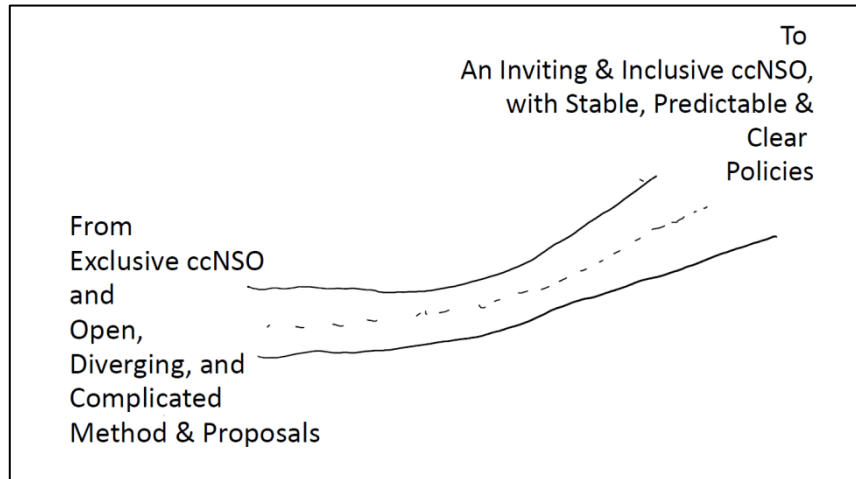 To
An Inviting & Inclusive ccNSO,
with Stable, Predictable &
Clear
Policies
From
Exclusive ccNSO
and
Open,
Diverging, and
Complicated
Method & Proposals